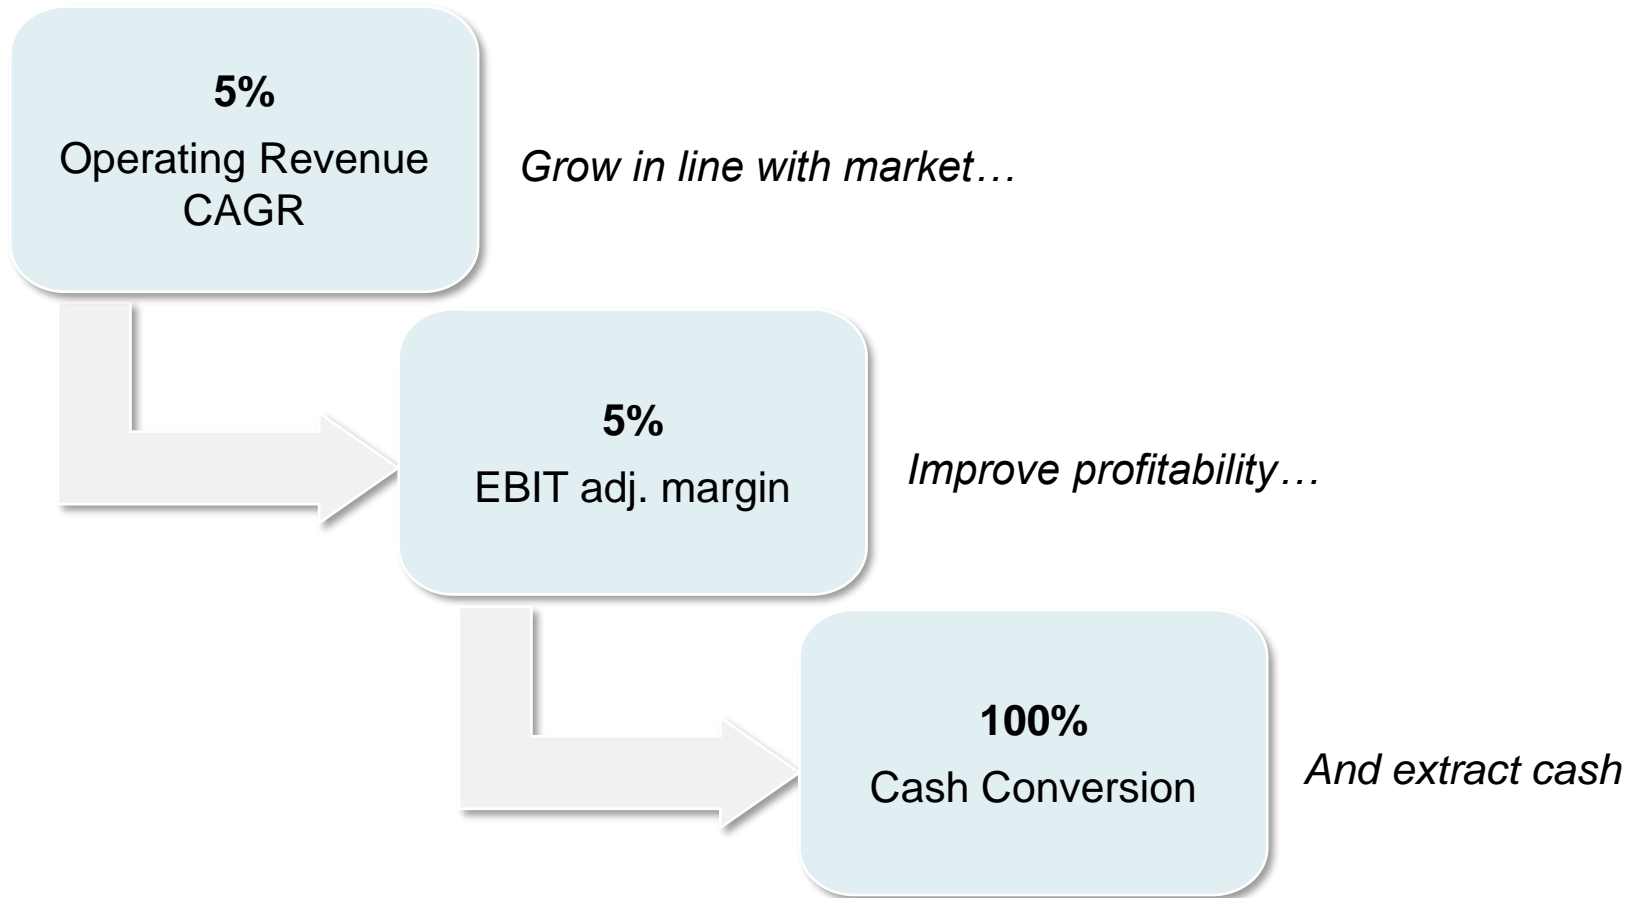 5%
Operating Revenue
CAGR
Grow in line with market…
5%
EBIT adj. margin
Improve profitability…
100%
Cash Conversion
And extract cash